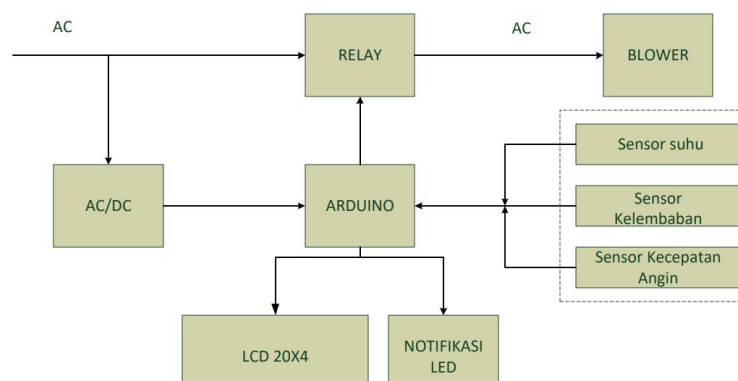 AC
AC
RELAY
BLOWER
Sensor suhu
AC/DC
ARDUINO
Sensor
Kelembaban
Sensor Kecepatan
Angin
LCD 20X4
NOTIFIKASI
LED